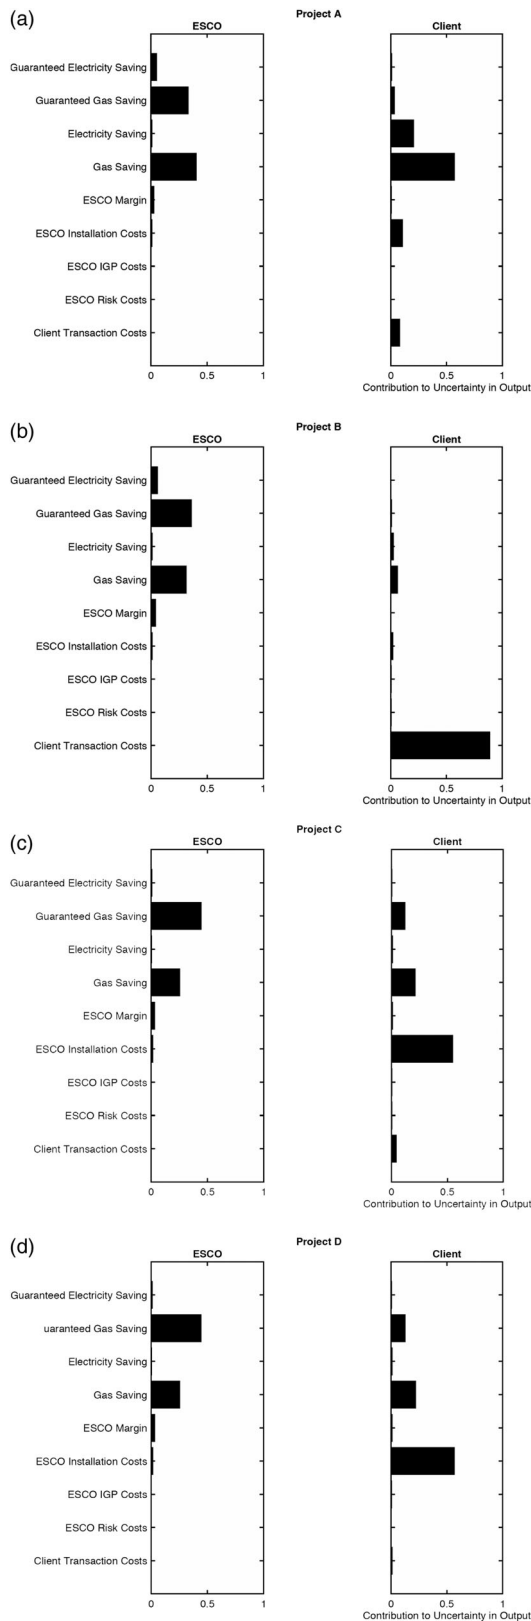 (a)
Project A
ESCO
Client
Guaranteed Electricity Saving
Guaranteed Gas Saving
Electricity Saving
Gas Saving
ESCO Margin
ESCO Installation Costs
ESCO IGP Costs
ESCO Risk Costs
Client Transaction Costs
0 0.5 1
0 0.5 1
Contribution to Uncertainty in Output
(b)
Project B
ESCO
Client
Guaranteed Electricity Saving
Guaranteed Gas Saving
Electricity Saving
Gas Saving
ESCO Margin
ESCO Installation Costs
ESCO IGP Costs
ESCO Risk Costs
Client Transaction Costs
0 0.5 1
0 0.5 1
Contribution to Uncertainty in Output
(c)
Project C
ESCO
Client
Guaranteed Electricity Saving
Guaranteed Gas Saving
Electricity Saving
Gas Saving
ESCO Margin
ESCO Installation Costs
ESCO IGP Costs
ESCO Risk Costs
Client Transaction Costs
0 0.5 1
0 0.5 1
Contribution to Uncertainty in Output
(d)
Project D
ESCO
Client
Guaranteed Electricity Saving
uaranteed Gas Saving
Electricity Saving
Gas Saving
ESCO Margin
ESCO Installation Costs
ESCO IGP Costs
ESCO Risk Costs
Client Transaction Costs
0 0.5 1
0 0.5 1
Contribution to Uncertainty in Output